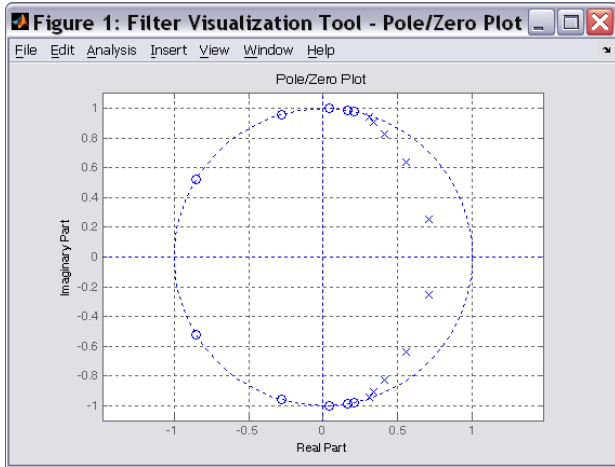 Figure 1: Filter Visualization Tool - Pole/Zero Plot
File Edit Analysis Insert View Window Help
Pole/Zero Plot
1
0.8
0.6
0.4
0.2
0
-0.2
-0.4
-0.6
-0.8
-1
Imaginary Part
-1 -0.5 0 0.5 1
Real Part